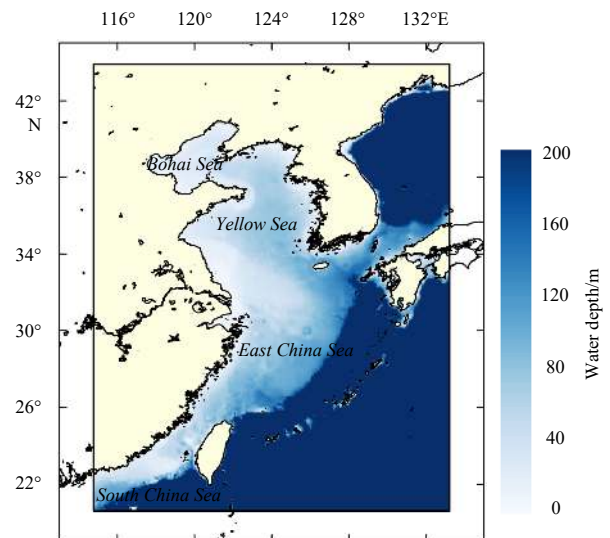 116° 120° 124° 128° 132°E
42°
N
38°
34°
30°
26°
22°
Bohai Sea
Yellow Sea
East China Sea
South China Sea
200
160
120
80
40
0
Water depth/m